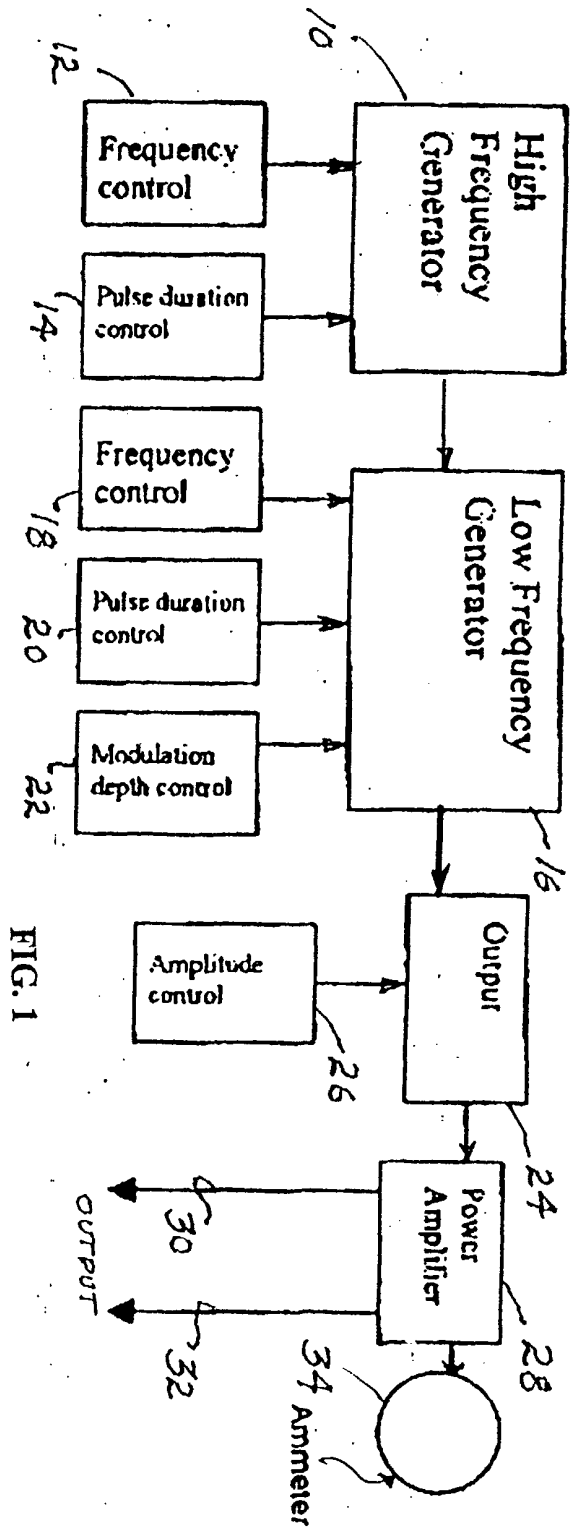 10
High
Frequency
Generator
12
Frequency
control
14
Pulse duration
control
Low Frequency
Generator
16
18
Frequency
control
20
Pulse duration
control
22
Modulation
depth control
Output
24
Amplitude
control
26
Power
Amplifier
28
30
32
OUTPUT
34
Ammeter
FIG. 1